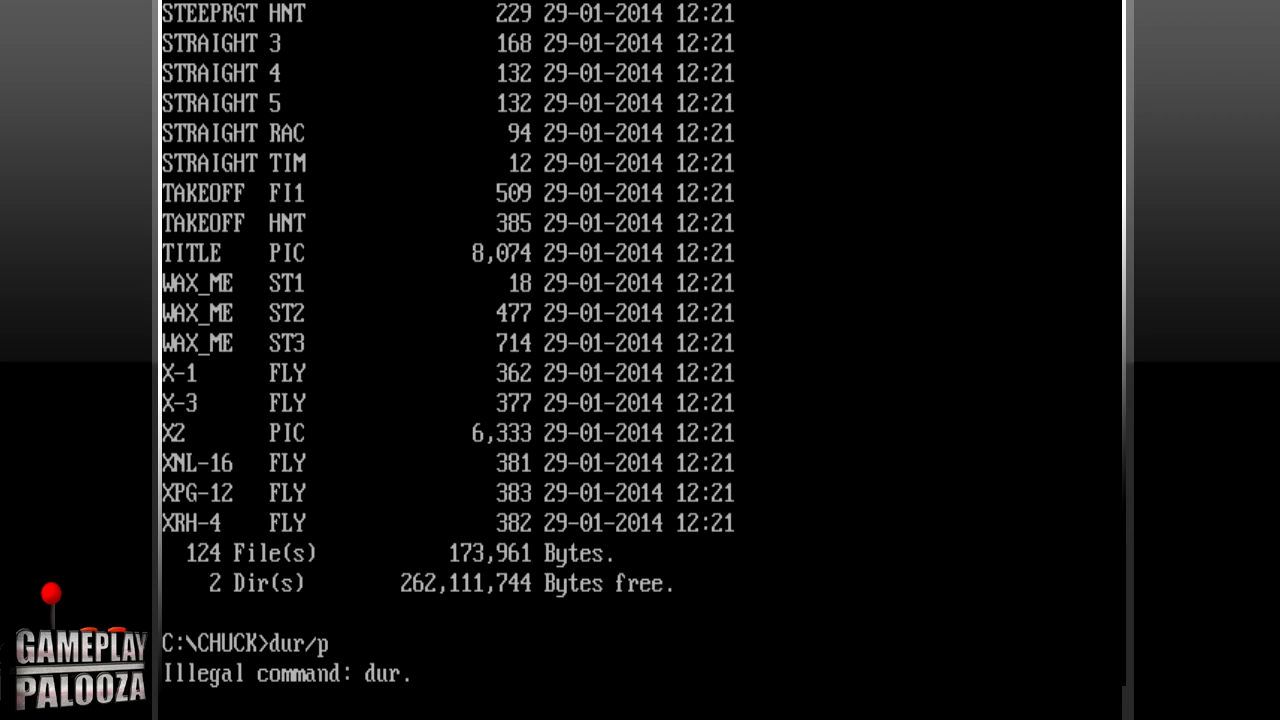 STEEPRGT HNT 229 29-01-2014 12:21
STRAIGHT 3 168 29-01-2014 12:21
STRAIGHT 4 132 29-01-2014 12:21
STRAIGHT 5 132 29-01-2014 12:21
STRAIGHT RAC 94 29-01-2014 12:21
STRAIGHT TIM 12 29-01-2014 12:21
TAKEOFF FI1 509 29-01-2014 12:21
TAKEOFF HNT 385 29-01-2014 12:21
TITLE PIC 8,074 29-01-2014 12:21
WAX_ME ST1 18 29-01-2014 12:21
WAX_ME ST2 477 29-01-2014 12:21
WAX_ME ST3 714 29-01-2014 12:21
X-1 FLY 362 29-01-2014 12:21
X-3 FLY 377 29-01-2014 12:21
X2 PIC 6,333 29-01-2014 12:21
XNL-16 FLY 381 29-01-2014 12:21
XPG-12 FLY 383 29-01-2014 12:21
XRH-4 FLY 382 29-01-2014 12:21
124 File(s) 173,961 Bytes.
2 Dir(s) 262,111,744 Bytes free.
C:\CHUCK>dur/p
Illegal command: dur.
GAMEPLAY
PALOOZA